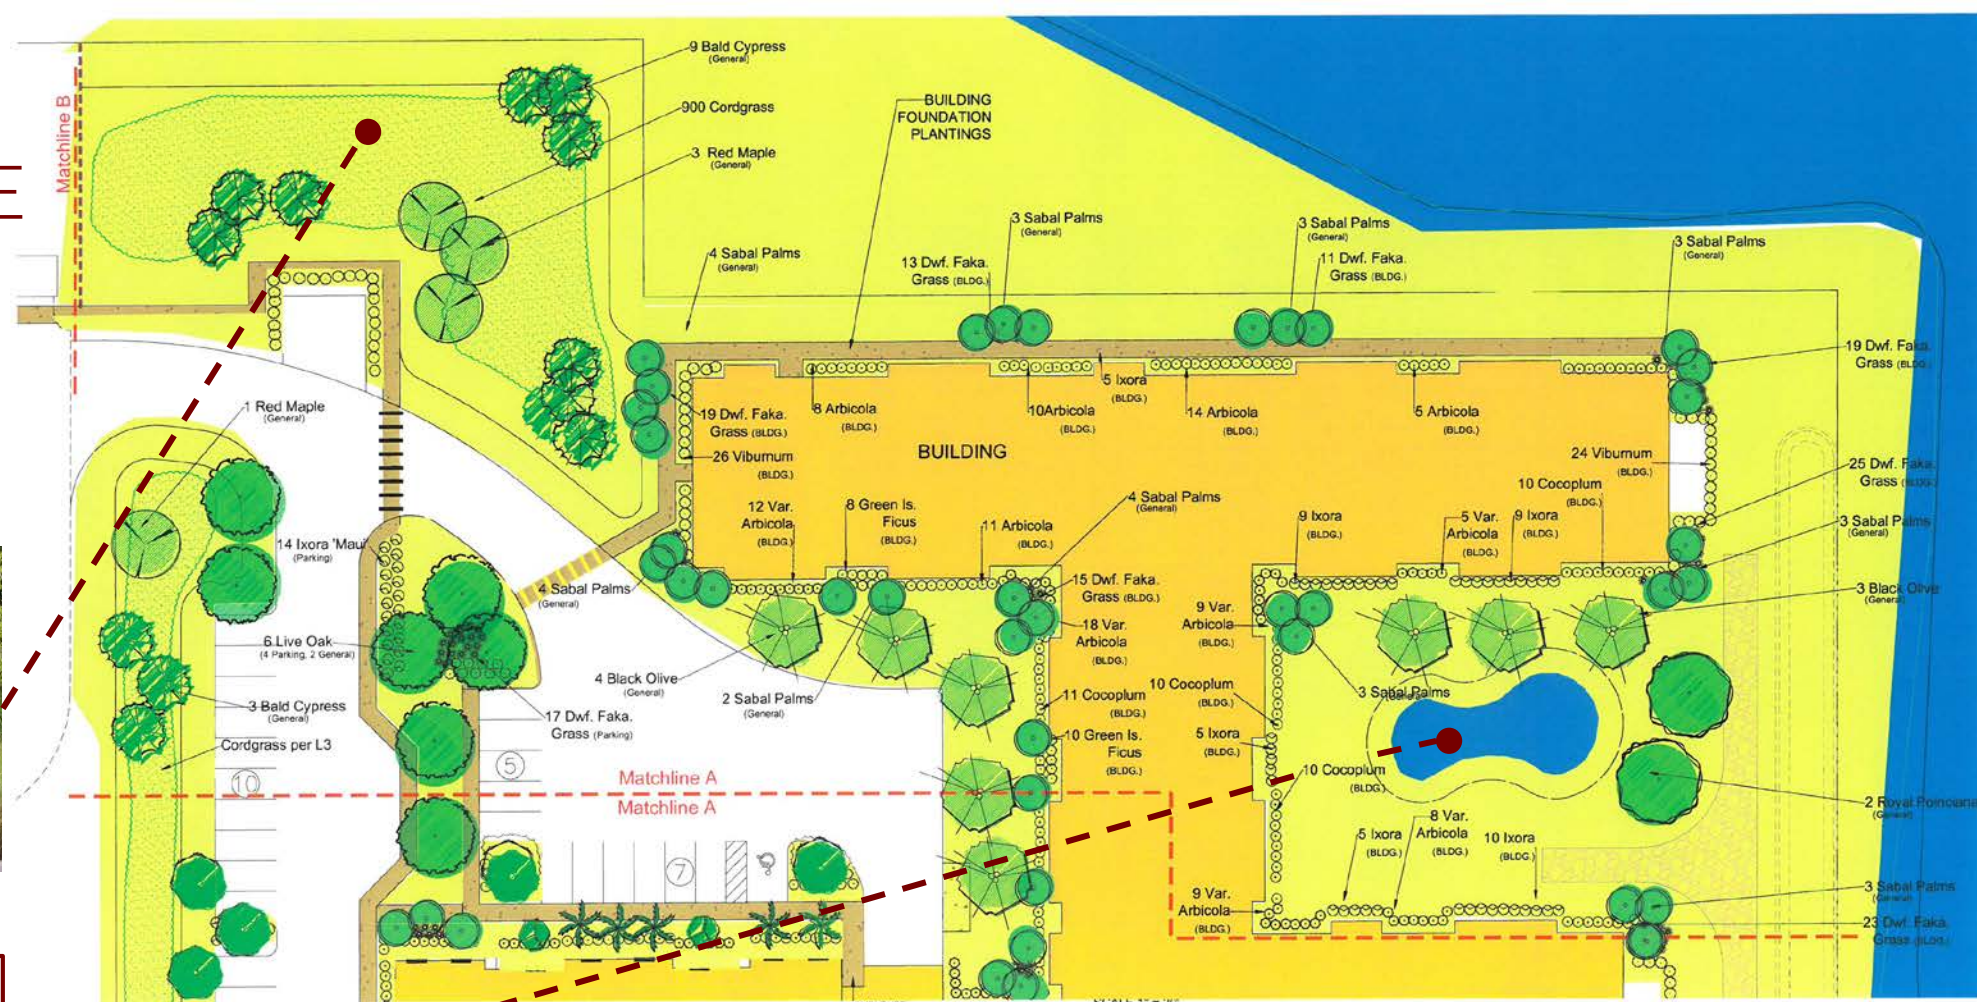 9 Bald Cypress
(General)
900 Cordgrass
3 Red Maple
(General)
BUILDING
FOUNDATION
PLANTINGS
Matchline B
4 Sabal Palms
(General)
13 Dwf. Faka.
Grass (BLDG.)
3 Sabal Palms
(General)
3 Sabal Palms
(General)
11 Dwf. Faka.
Grass (BLDG.)
3 Sabal Palms
(General)
19 Dwf. Faka.
Grass (BLDG.)
1 Red Maple
(General)
19 Dwf. Faka.
Grass (BLDG.)
8 Arbicola
(BLDG.)
10Arbicola
(BLDG.)
5 Ixora
(BLDG.)
14 Arbicola
(BLDG.)
5 Arbicola
(BLDG.)
BUILDING
26 Viburnum
(BLDG.)
24 Viburnum
(BLDG.)
25 Dwf. Faka.
Grass (BLDG.)
12 Var.
Arbicola
(BLDG.)
8 Green Is.
Ficus
(BLDG.)
11 Arbicola
(BLDG.)
4 Sabal Palms
(General)
9 Ixora
(BLDG.)
5 Var.
Arbicola
(BLDG.)
9 Ixora
(BLDG.)
10 Cocoplum
(BLDG.)
3 Sabal Palms
(General)
14 Ixora 'Maui'
(Parking)
4 Sabal Palms
(General)
15 Dwf. Faka.
Grass (BLDG.)
18 Var.
Arbicola
(BLDG.)
9 Var.
Arbicola
(BLDG.)
3 Black Olive
(General)
6 Live Oak
(4 Parking, 2 General)
4 Black Olive
(General)
2 Sabal Palms
(General)
11 Cocoplum
(BLDG.)
10 Cocoplum
(BLDG.)
3 Sabal Palms
(General)
3 Bald Cypress
(General)
17 Dwf. Faka.
Grass (Parking)
10 Green Is.
Ficus
(BLDG.)
5 Ixora
(BLDG.)
Cordgrass per L3
10
5
Matchline A
Matchline A
10 Cocoplum
(BLDG.)
2 Royal Poinciana
(General)
5 Ixora
(BLDG.)
8 Var.
Arbicola
(BLDG.)
10 Ixora
(BLDG.)
7
9 Var.
Arbicola
(BLDG.)
3 Sabal Palms
(General)
23 Dwf. Faka.
Grass (BLDG.)